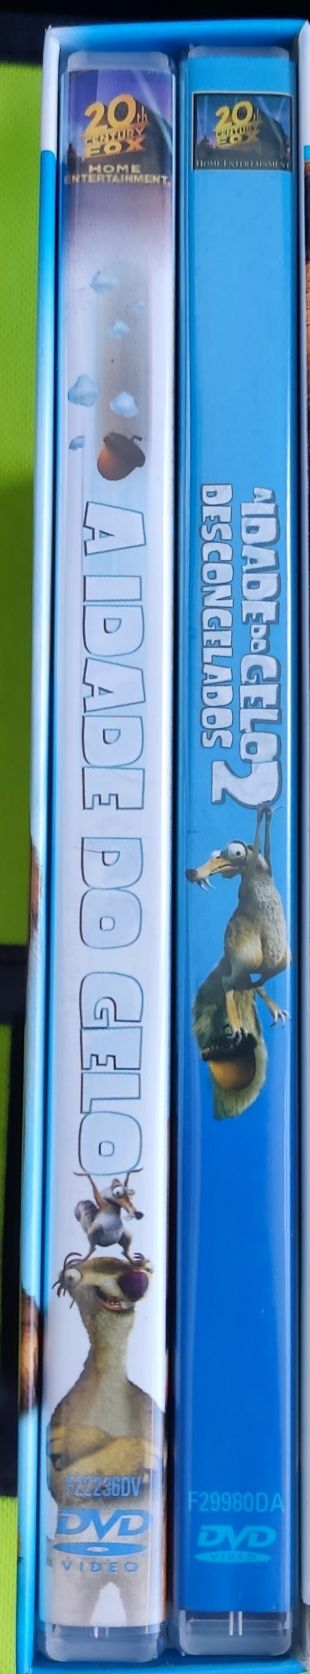 20th
CENTURY
FOX
HOME
ENTERTAINMENT
A IDADE DO GELO
F22236DV
DVD
VIDEO
20th
CENTURY
FOX
HOME ENTERTAINMENT
A IDADE DO GELO 2
DESCONGELADOS
F29980DA
DVD
VIDEO